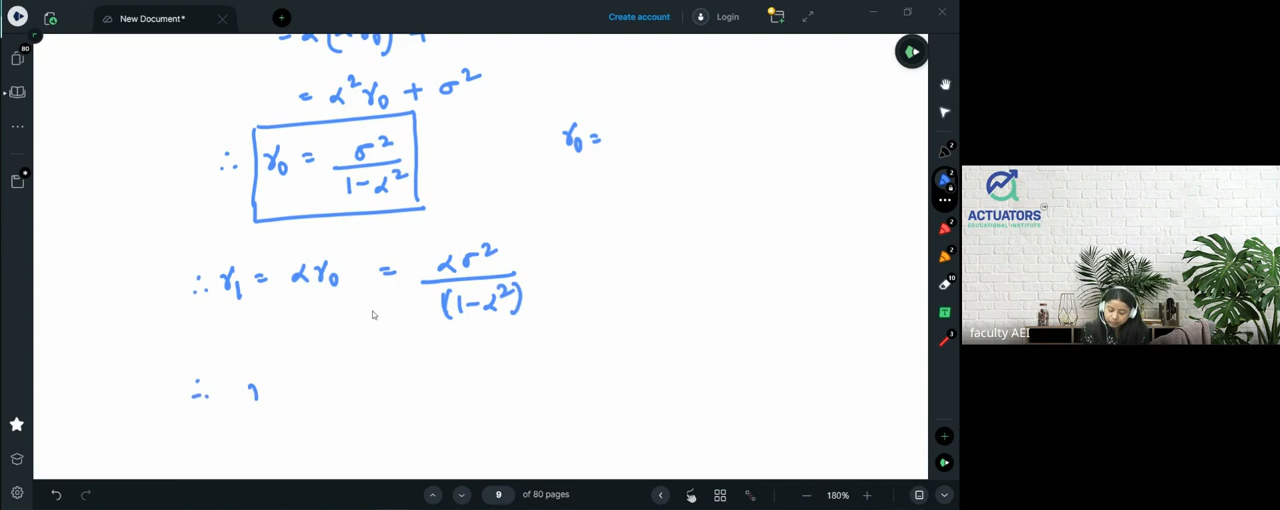 New Document*
Create account
Login
= α²γ₀ + σ²
∴ γ₀ = σ² / (1-α²)
γ₀ =
∴ γ₁ = αγ₀ = ασ² / (1-α²)
∴
80
9 of 80 pages
180%
ACTUATORS
EDUCATIONAL INSTITUTE
faculty AEI